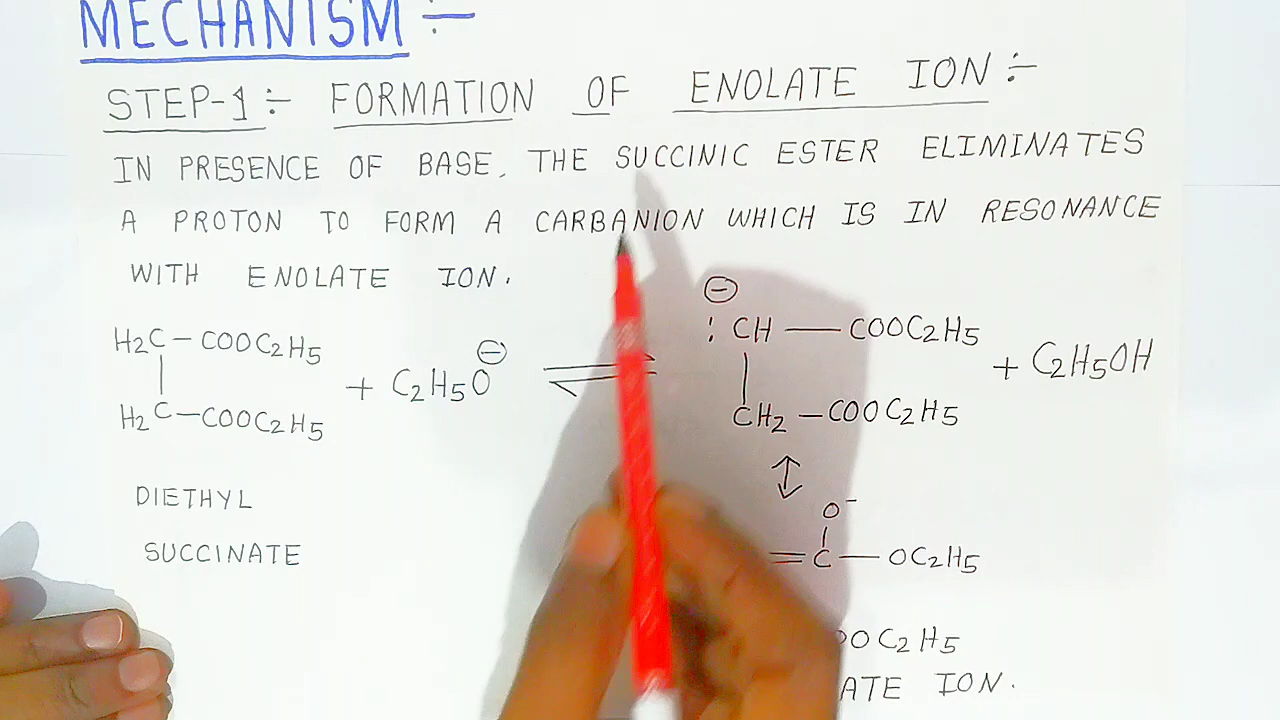 MECHANISM :-
STEP-1 :- FORMATION OF ENOLATE ION :-
IN PRESENCE OF BASE, THE SUCCINIC ESTER ELIMINATES
A PROTON TO FORM A CARBANION WHICH IS IN RESONANCE
WITH ENOLATE ION.
⊖
H2C — COOC2H5 : CH — COOC2H5
⊖
+ C2H5O ⇌ + C2H5OH
H2C — COOC2H5 CH2 — COOC2H5
↕
DIETHYL O⁻
SUCCINATE = C — OC2H5
OC2H5
ION.